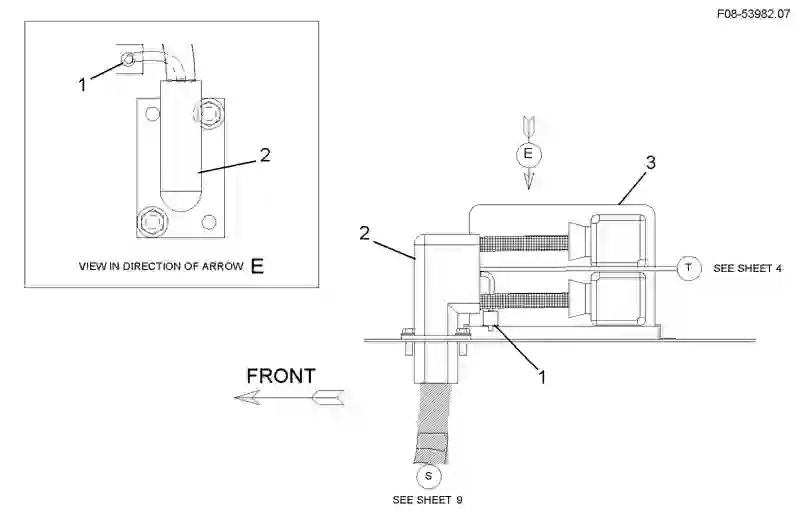 F08-53982.07
1
2
VIEW IN DIRECTION OF ARROW E
E
3
2
T SEE SHEET 4
1
FRONT
S
SEE SHEET 9